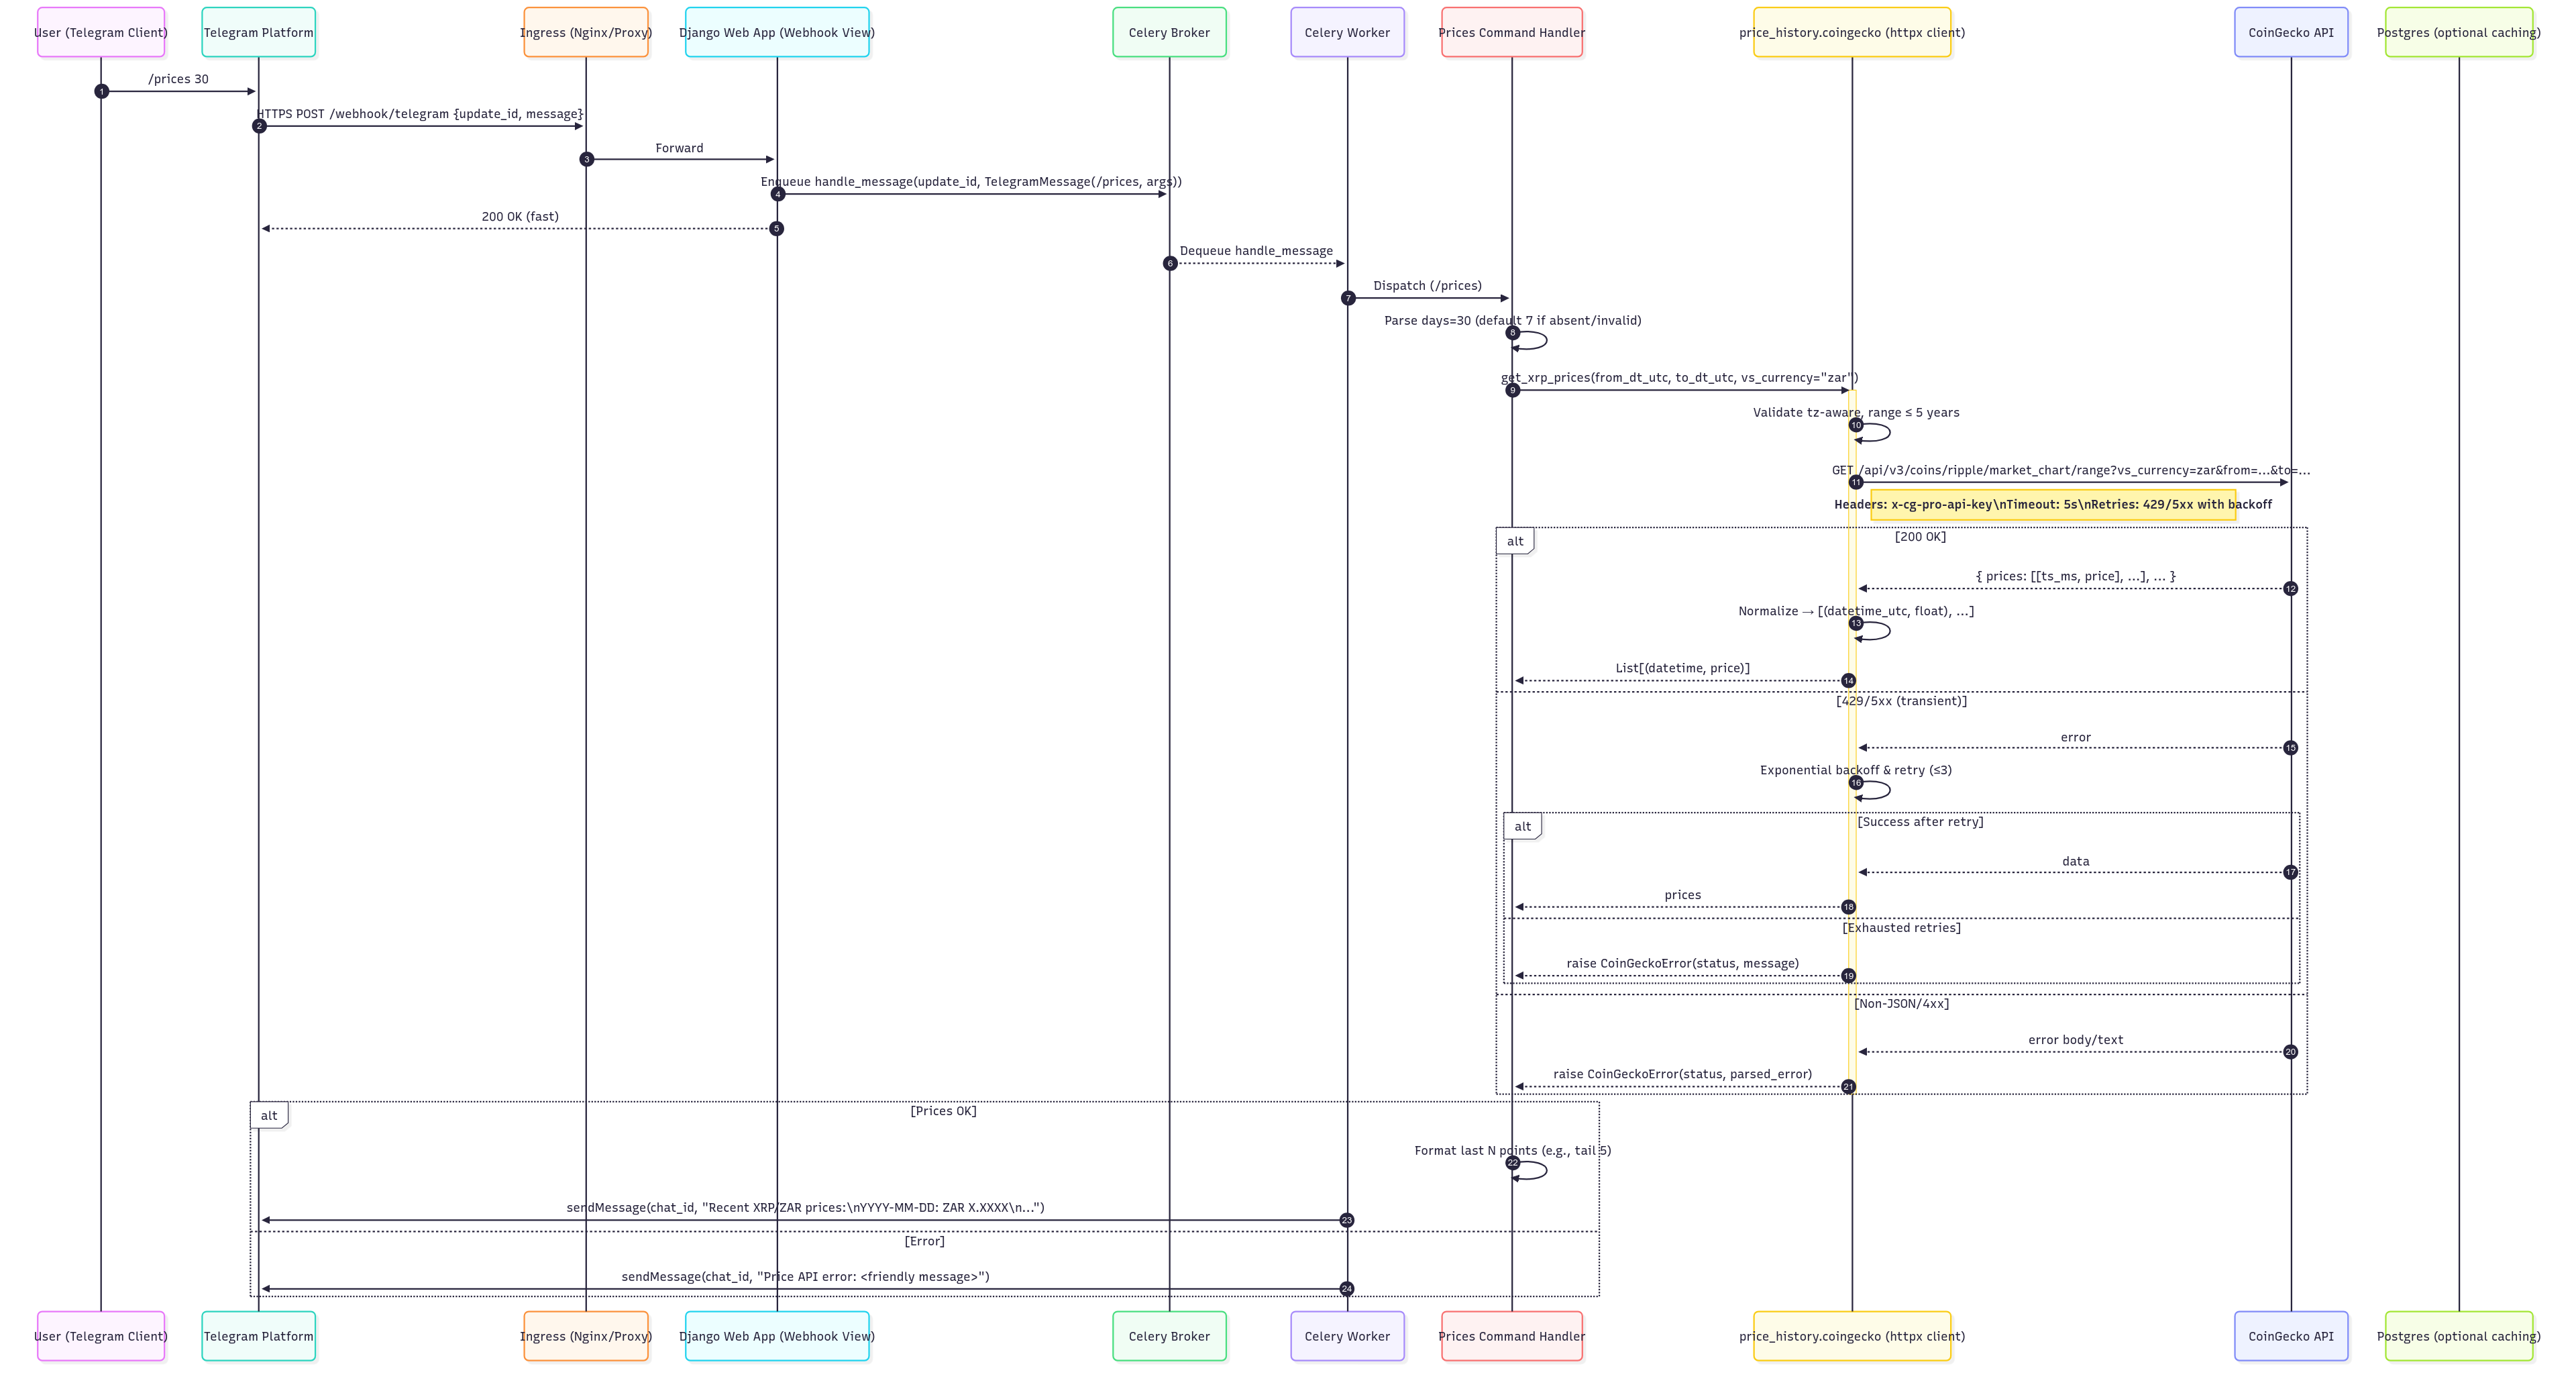 User (Telegram Client)
Telegram Platform
Ingress (Nginx/Proxy)
Django Web App (Webhook View)
Celery Broker
Celery Worker
Prices Command Handler
price_history.coingecko (httpx client)
CoinGecko API
Postgres (optional caching)
/prices 30
1
HTTPS POST /webhook/telegram {update_id, message}
2
Forward
3
Enqueue handle_message(update_id, TelegramMessage(/prices, args))
4
200 OK (fast)
5
Dequeue handle_message
6
Dispatch (/prices)
7
Parse days=30 (default 7 if absent/invalid)
8
get_xrp_prices(from_dt_utc, to_dt_utc, vs_currency="zar")
9
Validate tz-aware, range ≤ 5 years
10
GET /api/v3/coins/ripple/market_chart/range?vs_currency=zar&from=...&to=...
11
Headers: x-cg-pro-api-key\nTimeout: 5s\nRetries: 429/5xx with backoff
alt
[200 OK]
{ prices: [[ts_ms, price], ...], ... }
12
Normalize → [(datetime_utc, float), ...]
13
List[(datetime, price)]
14
[429/5xx (transient)]
error
15
Exponential backoff & retry (≤3)
16
alt
[Success after retry]
data
17
prices
18
[Exhausted retries]
raise CoinGeckoError(status, message)
19
[Non-JSON/4xx]
error body/text
20
raise CoinGeckoError(status, parsed_error)
21
alt
[Prices OK]
Format last N points (e.g., tail 5)
22
sendMessage(chat_id, "Recent XRP/ZAR prices:\nYYYY-MM-DD: ZAR X.XXXX\n...")
23
[Error]
sendMessage(chat_id, "Price API error: <friendly message>")
24
User (Telegram Client)
Telegram Platform
Ingress (Nginx/Proxy)
Django Web App (Webhook View)
Celery Broker
Celery Worker
Prices Command Handler
price_history.coingecko (httpx client)
CoinGecko API
Postgres (optional caching)